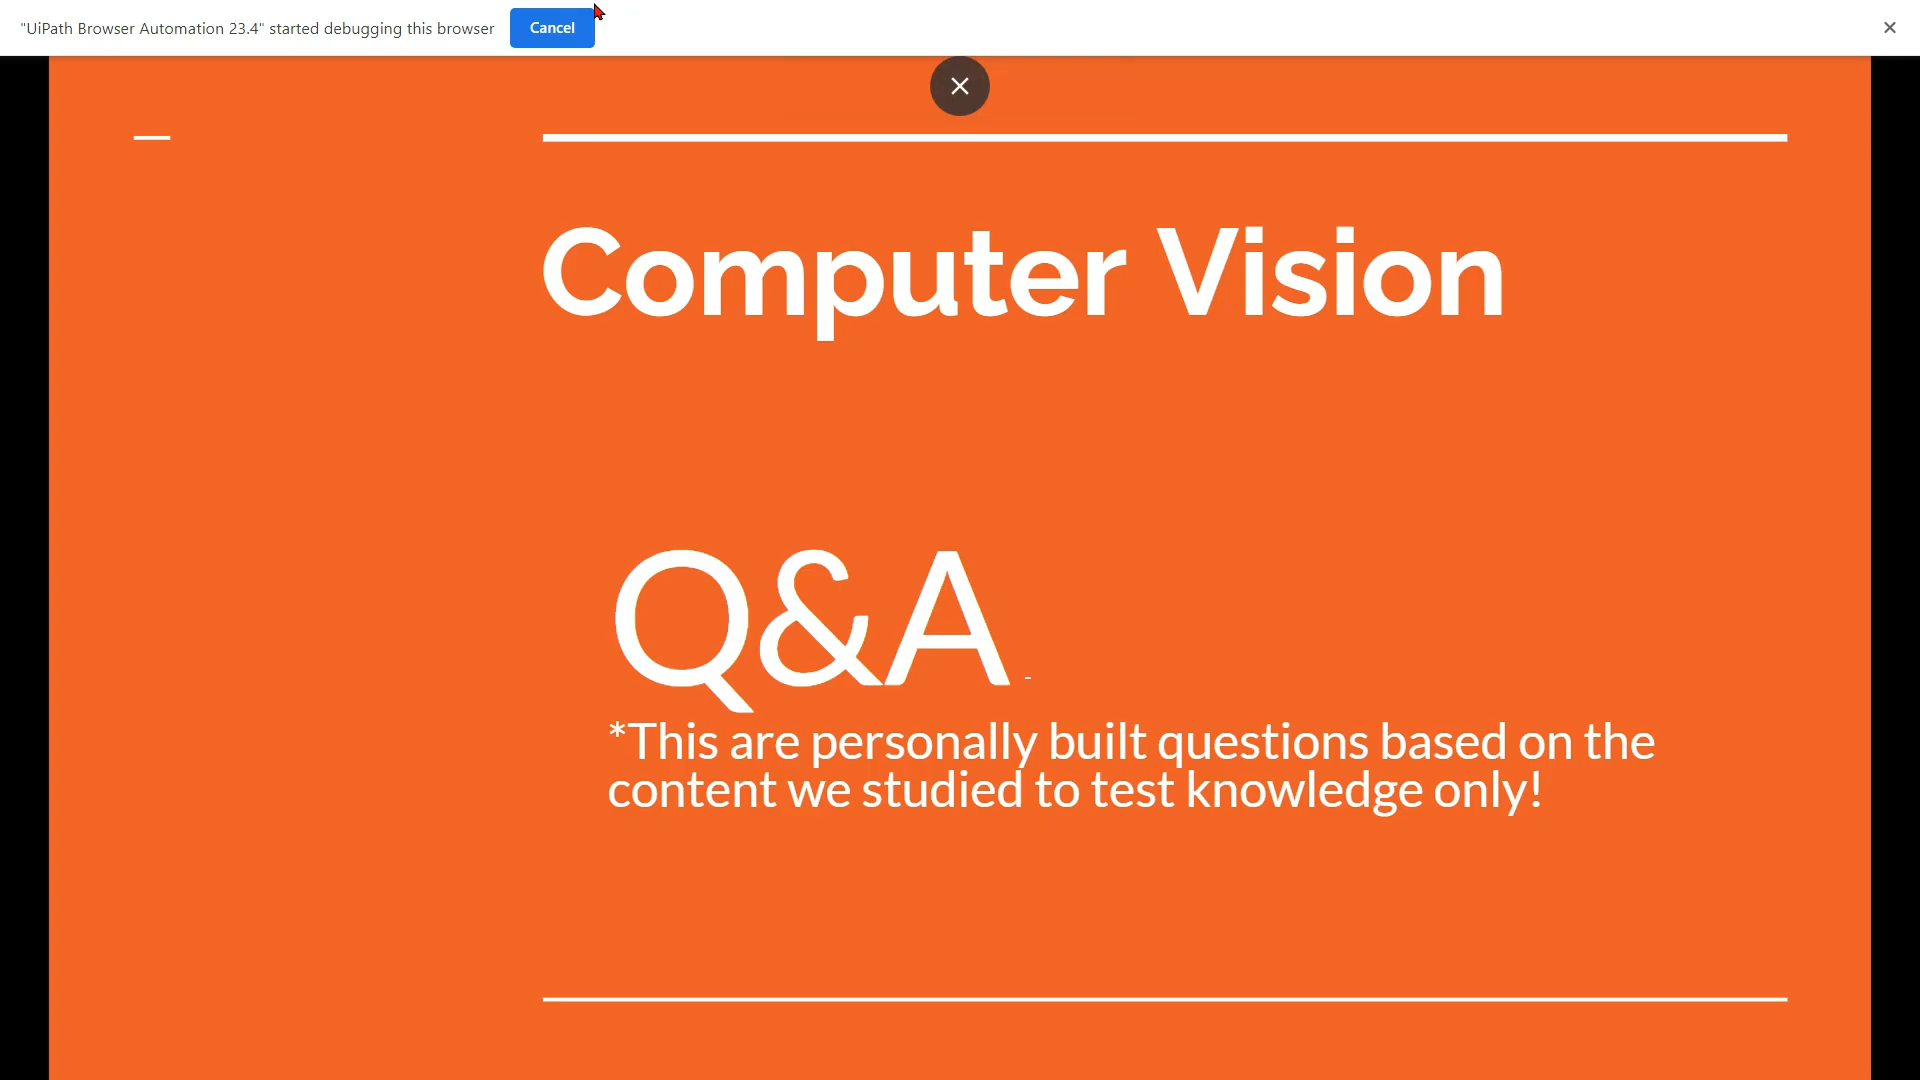 "UiPath Browser Automation 23.4" started debugging this browser
Cancel
Computer Vision
Q&A -
*This are personally built questions based on the
content we studied to test knowledge only!